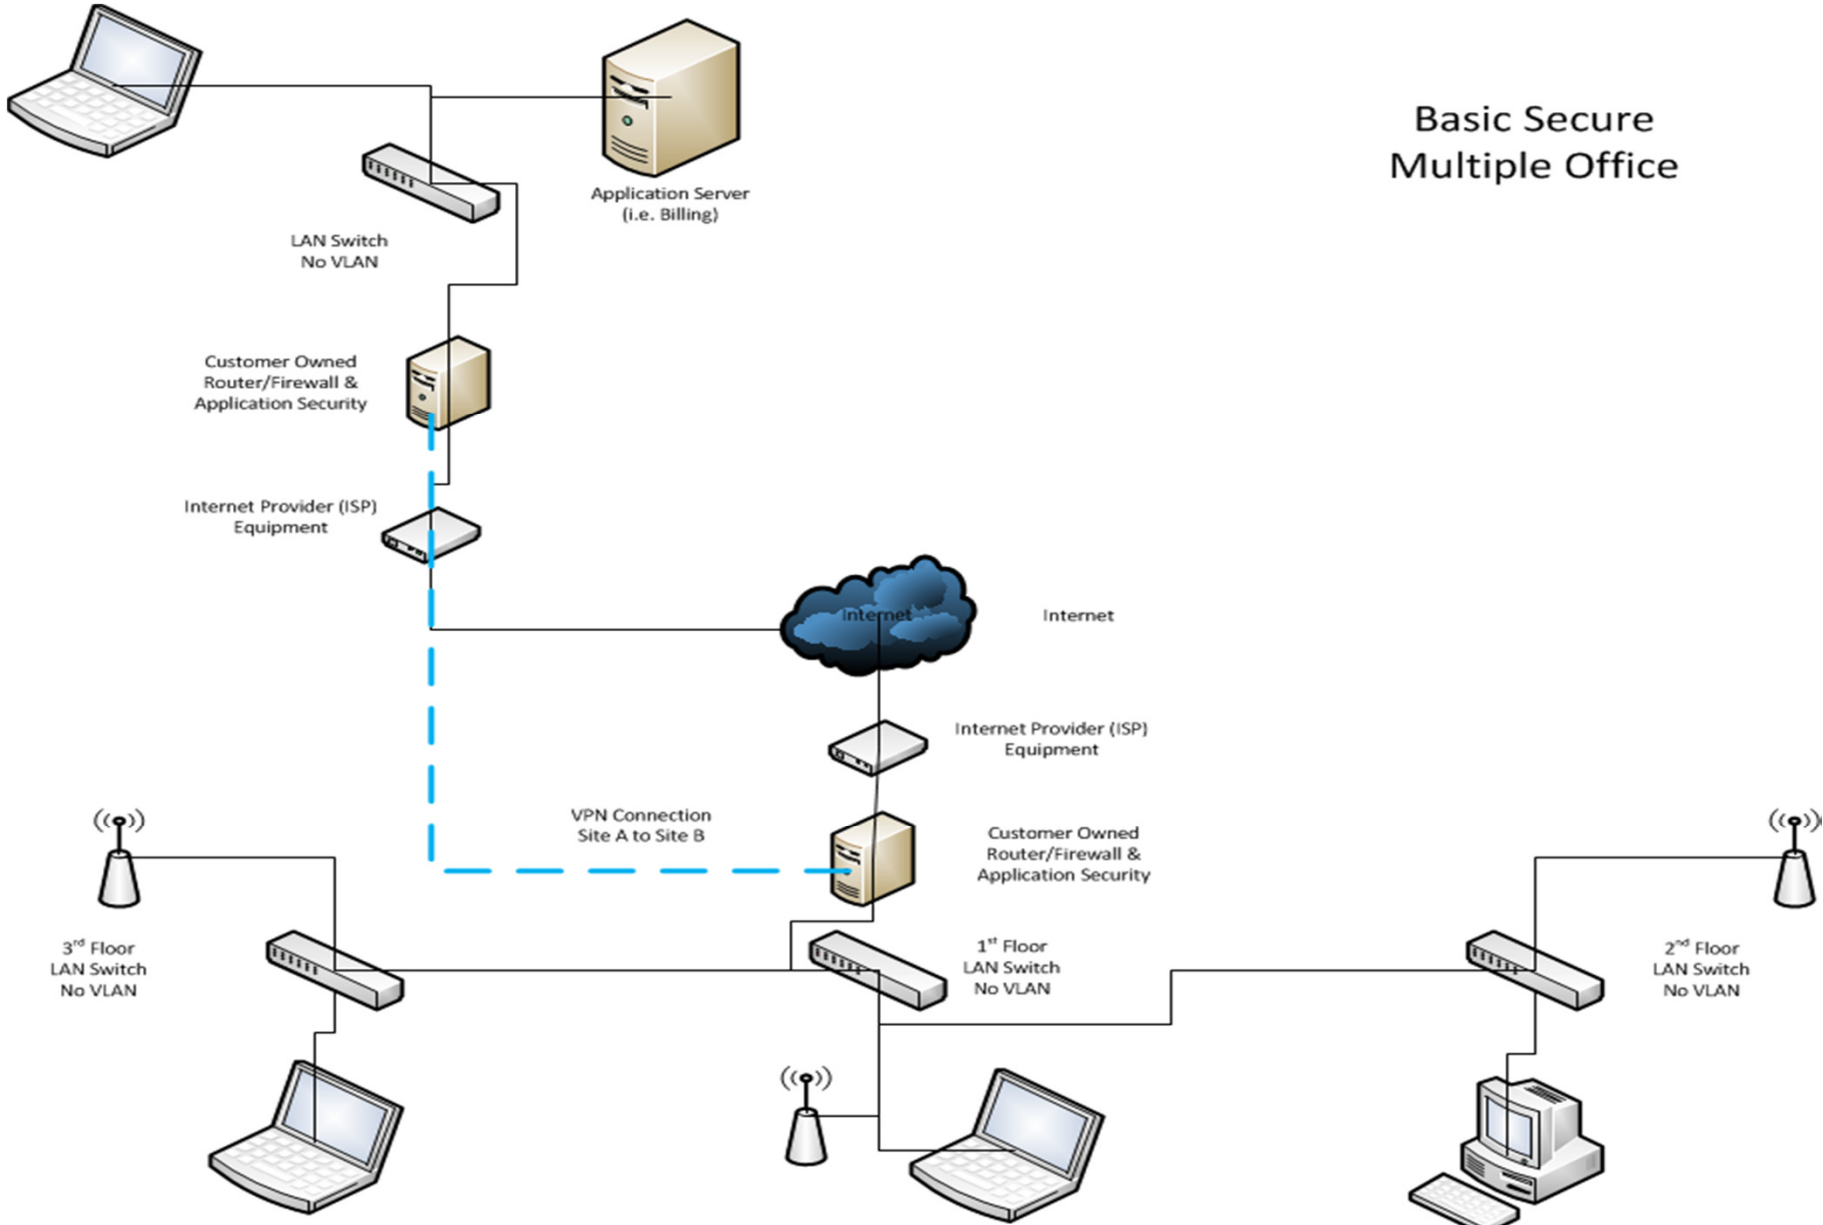 Basic Secure
Multiple Office
Application Server
(i.e. Billing)
LAN Switch
No VLAN
Customer Owned
Router/Firewall &
Application Security
Internet Provider (ISP)
Equipment
Internet
Internet
Internet Provider (ISP)
Equipment
VPN Connection
Site A to Site B
Customer Owned
Router/Firewall &
Application Security
3rd Floor
LAN Switch
No VLAN
1st Floor
LAN Switch
No VLAN
2nd Floor
LAN Switch
No VLAN